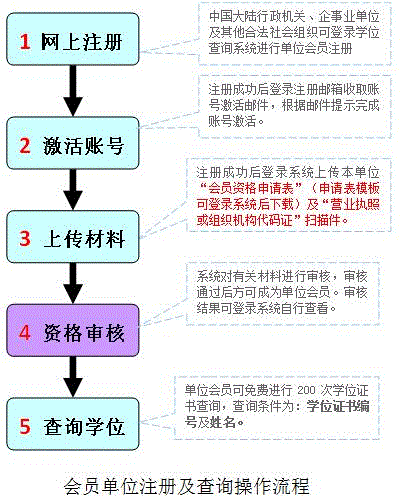 1 网上注册
中国大陆行政机关、企事业单位
及其他合法社会组织可登录学位
查询系统进行单位会员注册
2 激活账号
注册成功后登录注册邮箱收取账
号激活邮件，根据邮件提示完成
账号激活。
3 上传材料
注册成功后登录系统上传本单位
“会员资格申请表”（申请表模板
可登录系统后下载）及“营业执照
或组织机构代码证”扫描件。
4 资格审核
系统对有关材料进行审核，审核
通过后方可成为单位会员。审核
结果可登录系统自行查看。
5 查询学位
单位会员可免费进行 200 次学位证
书查询，查询条件为：学位证书编
号及姓名。
会员单位注册及查询操作流程